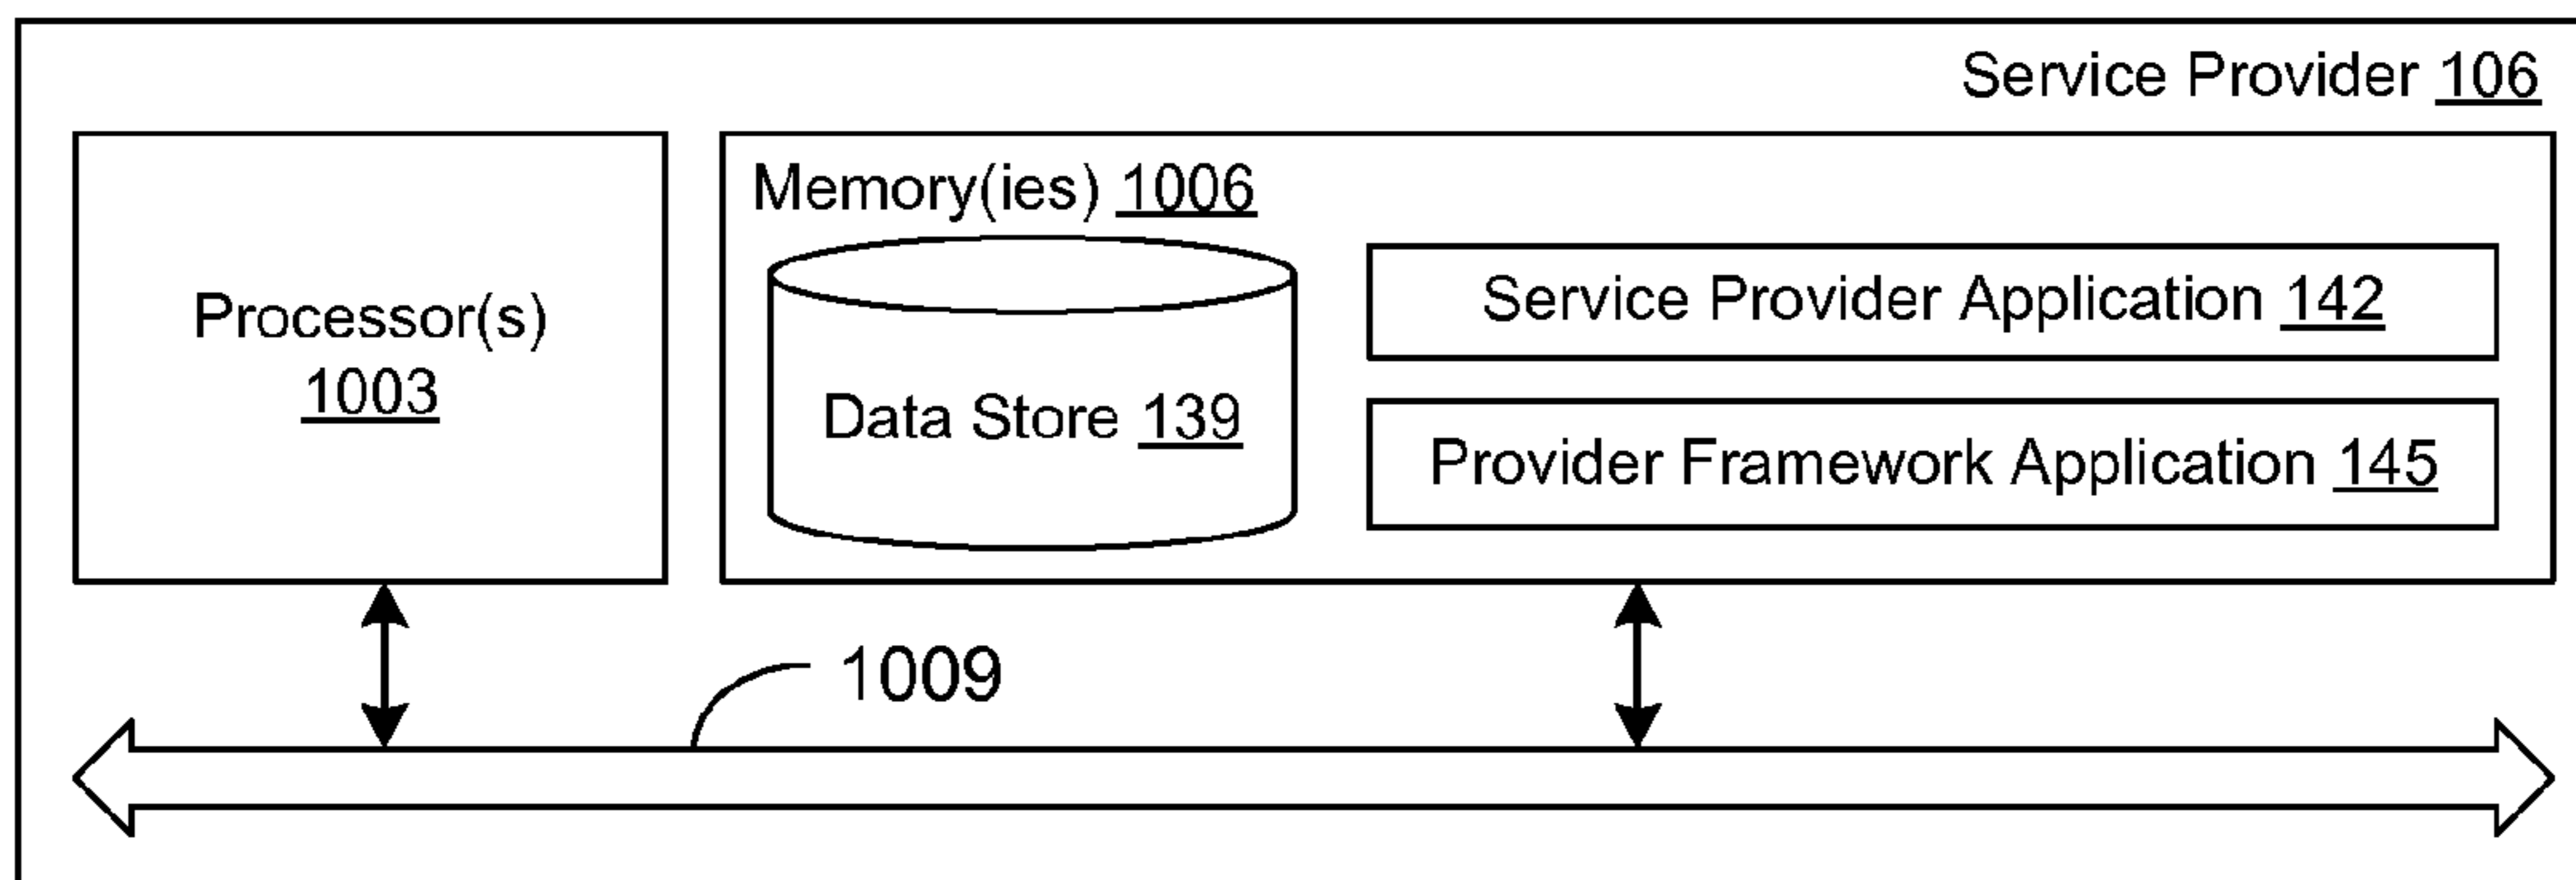 Service Provider 106
Processor(s)
1003
Memory(ies) 1006
Data Store 139
Service Provider Application 142
Provider Framework Application 145
1009